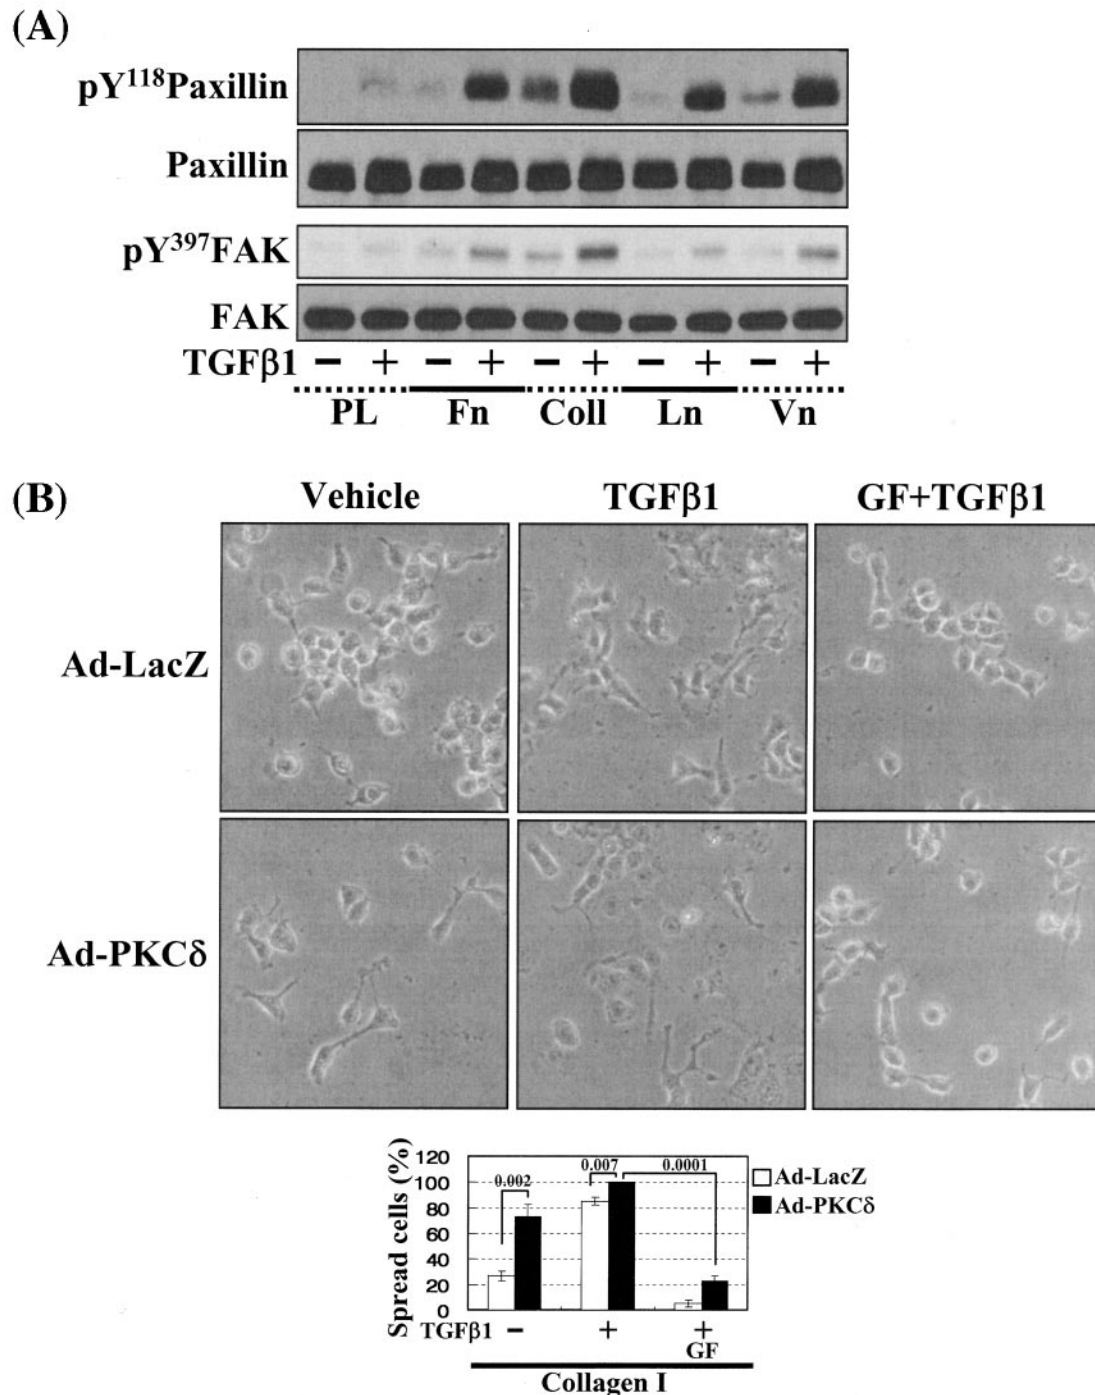 (A)
pY¹¹⁸Paxillin
Paxillin
pY³⁹⁷FAK
FAK
TGFβ1 − + − + − + − + − +
PL Fn Coll Ln Vn
(B)
Vehicle TGFβ1 GF+TGFβ1
Ad-LacZ
Ad-PKCδ
Spread cells (%)
120
100
80
60
40
20
0
0.002 0.007 0.0001
Ad-LacZ
Ad-PKCδ
TGFβ1 − + +
GF
Collagen I